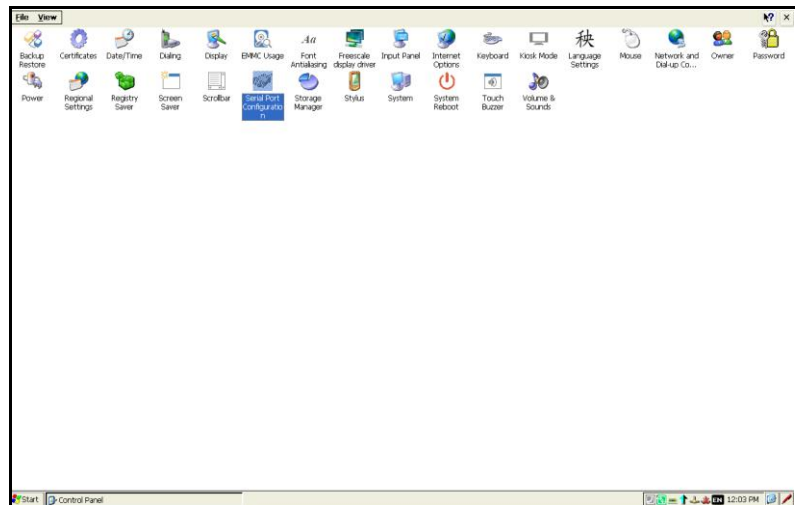 File View
Backup Restore
Certificates
Date/Time
Dialing
Display
EMMC Usage
Aa
Font Antialiasing
Freescale display driver
Input Panel
Internet Options
Keyboard
Kiosk Mode
秧
Language Settings
Mouse
Network and Dial-up Co...
Owner
Password
Power
Regional Settings
Registry Saver
Screen Saver
Scrollbar
Serial Port
Configuratio
n
Storage Manager
Stylus
System
System Reboot
Touch Buzzer
Volume & Sounds
Start
Control Panel
EN
12:03 PM